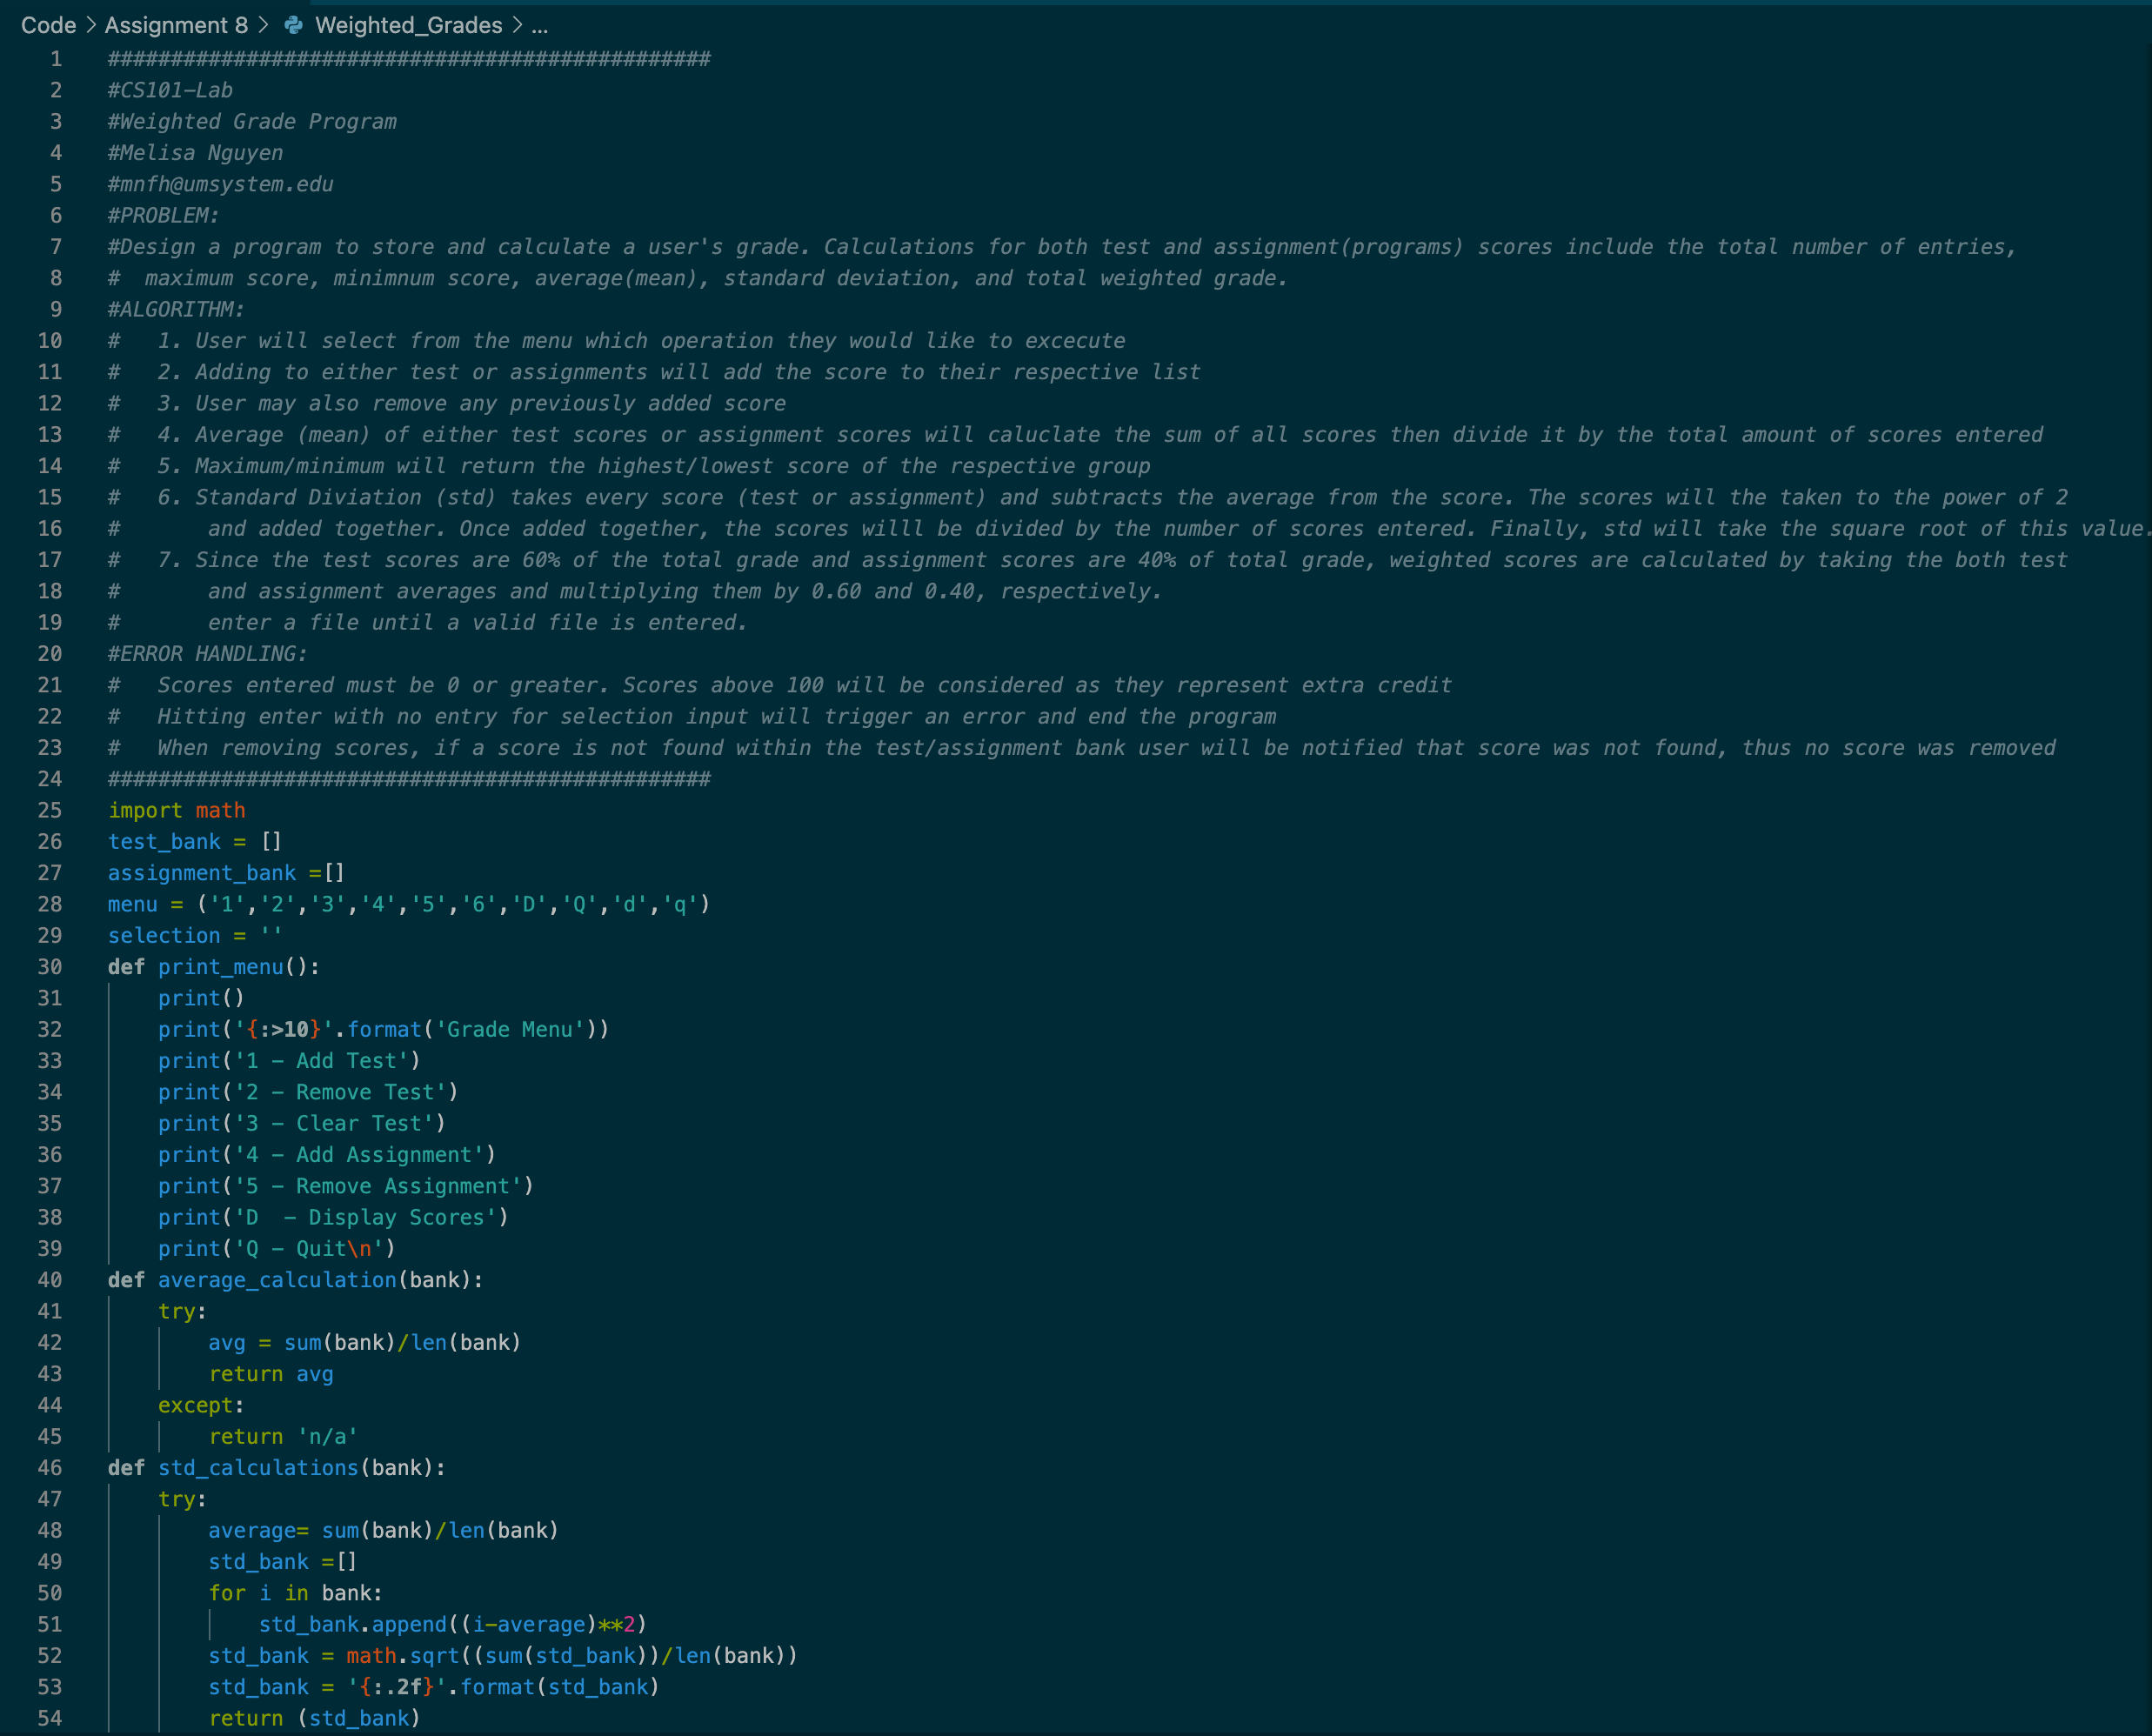 Code > Assignment 8 > Weighted_Grades > ...
1 ################################################
2 #CS101-Lab
3 #Weighted Grade Program
4 #Melisa Nguyen
5 #mnfh@umsystem.edu
6 #PROBLEM:
7 #Design a program to store and calculate a user's grade. Calculations for both test and assignment(programs) scores include the total number of entries,
8 #  maximum score, minimnum score, average(mean), standard deviation, and total weighted grade.
9 #ALGORITHM:
10 #   1. User will select from the menu which operation they would like to excecute
11 #   2. Adding to either test or assignments will add the score to their respective list
12 #   3. User may also remove any previously added score
13 #   4. Average (mean) of either test scores or assignment scores will caluclate the sum of all scores then divide it by the total amount of scores entered
14 #   5. Maximum/minimum will return the highest/lowest score of the respective group
15 #   6. Standard Diviation (std) takes every score (test or assignment) and subtracts the average from the score. The scores will the taken to the power of 2
16 #       and added together. Once added together, the scores willl be divided by the number of scores entered. Finally, std will take the square root of this value.
17 #   7. Since the test scores are 60% of the total grade and assignment scores are 40% of total grade, weighted scores are calculated by taking the both test
18 #       and assignment averages and multiplying them by 0.60 and 0.40, respectively.
19 #       enter a file until a valid file is entered.
20 #ERROR HANDLING:
21 #   Scores entered must be 0 or greater. Scores above 100 will be considered as they represent extra credit
22 #   Hitting enter with no entry for selection input will trigger an error and end the program
23 #   When removing scores, if a score is not found within the test/assignment bank user will be notified that score was not found, thus no score was removed
24 ################################################
25 import math
26 test_bank = []
27 assignment_bank =[]
28 menu = ('1','2','3','4','5','6','D','Q','d','q')
29 selection = ''
30 def print_menu():
31     print()
32     print('{:>10}'.format('Grade Menu'))
33     print('1 - Add Test')
34     print('2 - Remove Test')
35     print('3 - Clear Test')
36     print('4 - Add Assignment')
37     print('5 - Remove Assignment')
38     print('D  - Display Scores')
39     print('Q - Quit\n')
40 def average_calculation(bank):
41     try:
42         avg = sum(bank)/len(bank)
43         return avg
44     except:
45         return 'n/a'
46 def std_calculations(bank):
47     try:
48         average= sum(bank)/len(bank)
49         std_bank =[]
50         for i in bank:
51             std_bank.append((i-average)**2)
52         std_bank = math.sqrt((sum(std_bank))/len(bank))
53         std_bank = '{:.2f}'.format(std_bank)
54         return (std_bank)